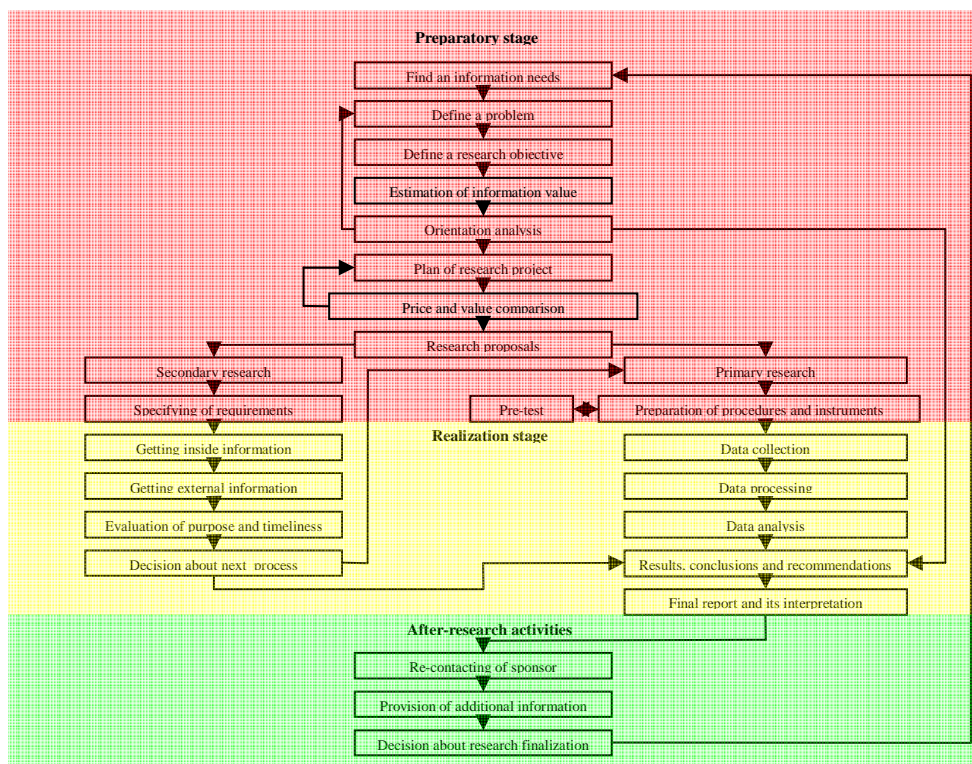 Preparatory stage
Find an information needs
Define a problem
Define a research objective
Estimation of information value
Orientation analysis
Plan of research project
Price and value comparison
Research proposals
Secondary research
Primary research
Specifying of requirements
Pre-test
Preparation of procedures and instruments
Realization stage
Getting inside information
Data collection
Getting external information
Data processing
Evaluation of purpose and timeliness
Data analysis
Decision about next process
Results, conclusions and recommendations
Final report and its interpretation
After-research activities
Re-contacting of sponsor
Provision of additional information
Decision about research finalization